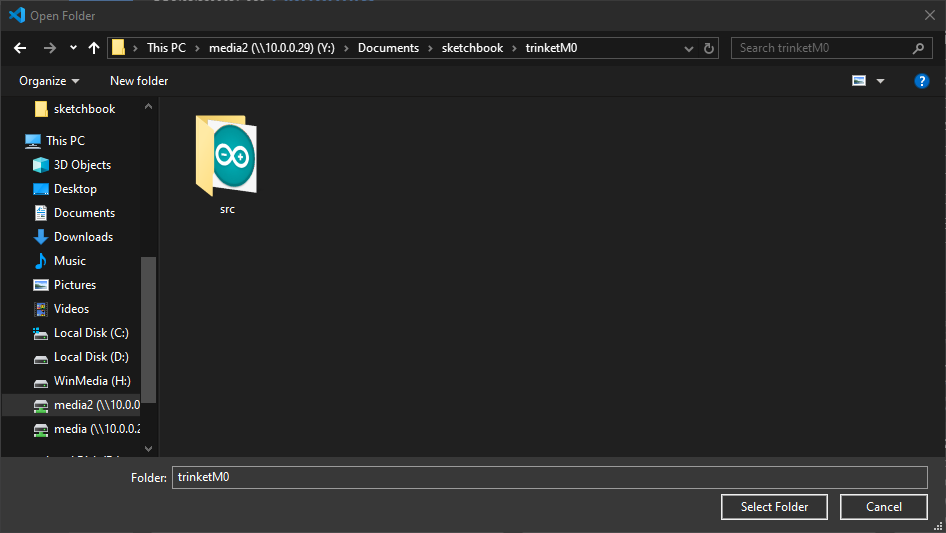 Open Folder
This PC > media2 (\\10.0.0.29) (Y:) > Documents > sketchbook > trinketM0
Search trinketM0
Organize
New folder
?
sketchbook
This PC
3D Objects
Desktop
Documents
Downloads
Music
Pictures
Videos
Local Disk (C:)
Local Disk (D:)
WinMedia (H:)
media2 (\\10.0.0
media (\\10.0.0.2
src
Folder:
trinketM0
Select Folder
Cancel